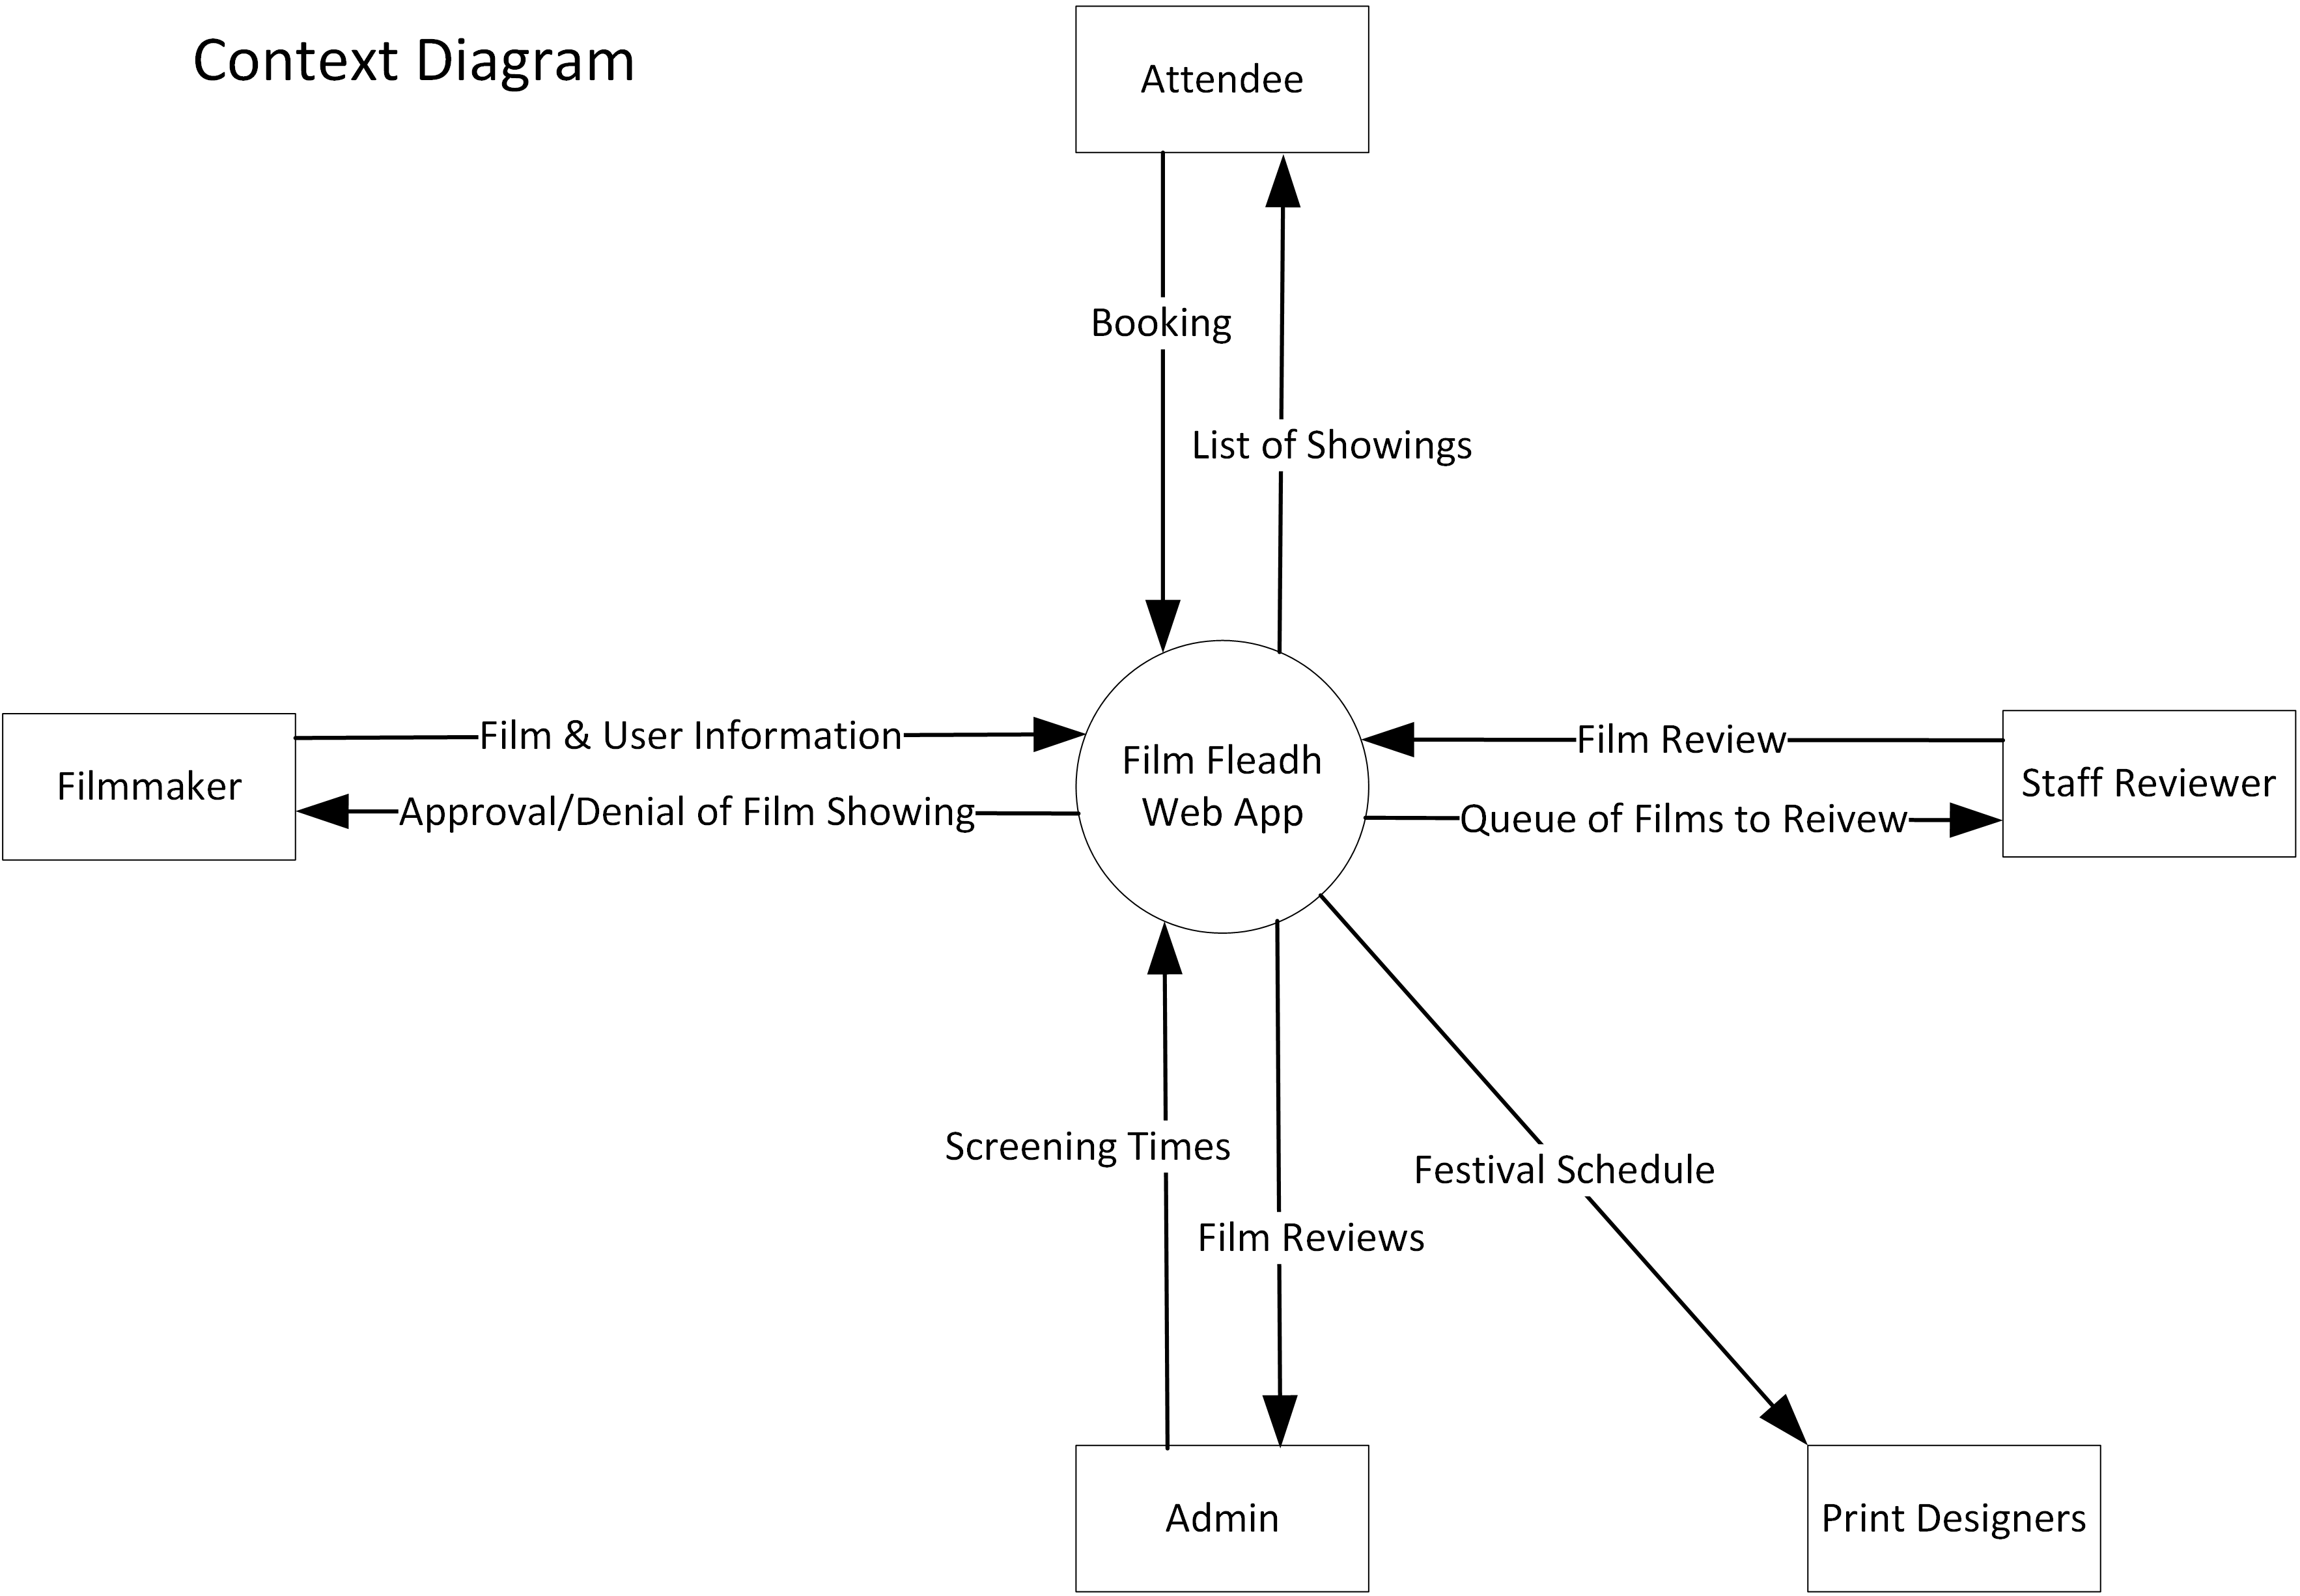 Context Diagram
Attendee
Booking
List of Showings
Filmmaker
Film & User Information
Approval/Denial of Film Showing
Film Fleadh
Web App
Film Review
Queue of Films to Reivew
Staff Reviewer
Screening Times
Film Reviews
Festival Schedule
Admin
Print Designers